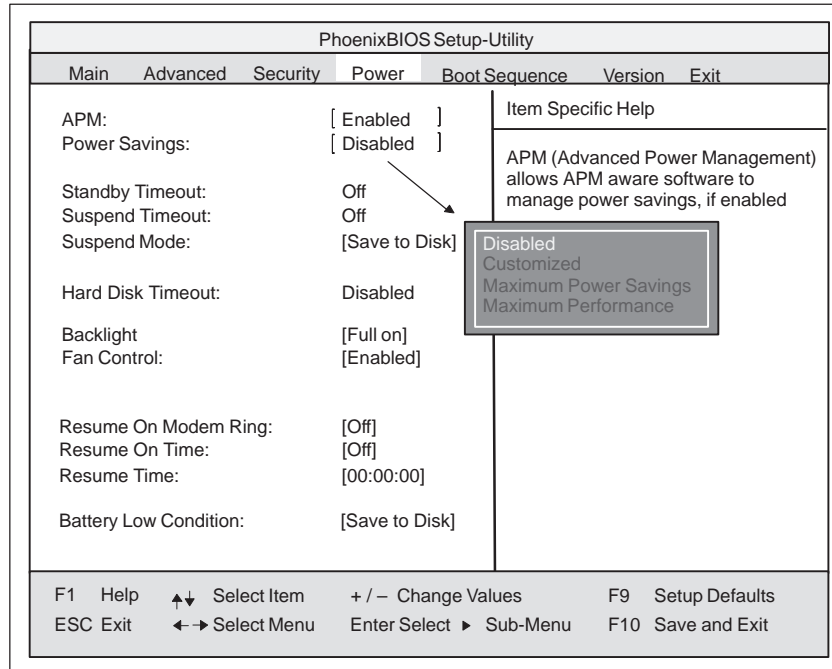 PhoenixBIOS Setup-Utility
Main Advanced Security Power Boot Sequence Version Exit
APM: [ Enabled ]
Power Savings: [ Disabled ]
Standby Timeout: Off
Suspend Timeout: Off
Suspend Mode: [Save to Disk]
Hard Disk Timeout: Disabled
Backlight [Full on]
Fan Control: [Enabled]
Resume On Modem Ring: [Off]
Resume On Time: [Off]
Resume Time: [00:00:00]
Battery Low Condition: [Save to Disk]
Item Specific Help
APM (Advanced Power Management)
allows APM aware software to
manage power savings, if enabled
Disabled
Customized
Maximum Power Savings
Maximum Performance
F1 Help Select Item + / – Change Values F9 Setup Defaults
ESC Exit Select Menu Enter Select Sub-Menu F10 Save and Exit